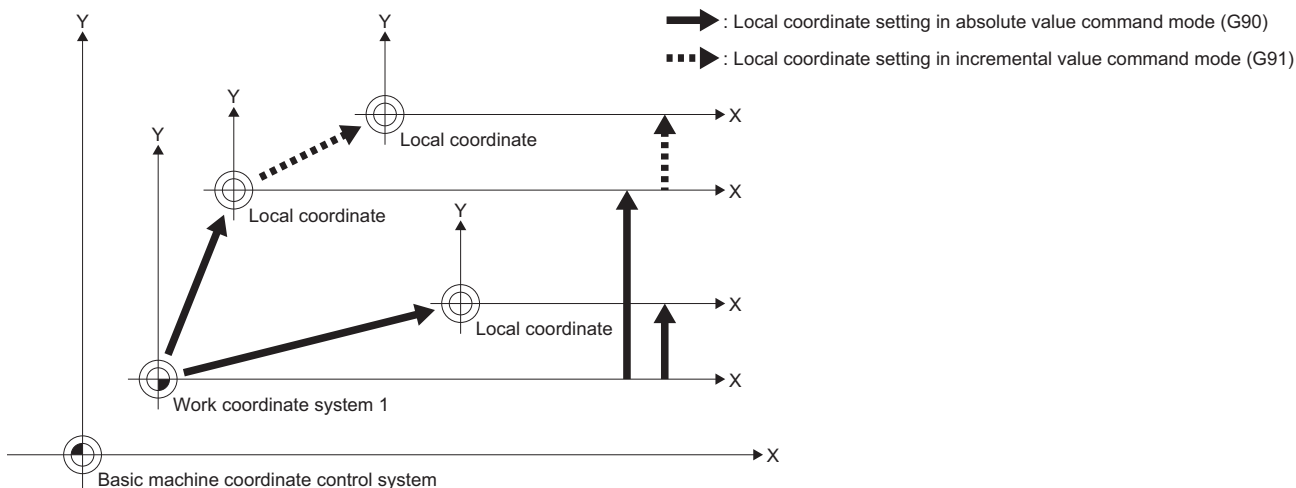 Y
Y
: Local coordinate setting in absolute value command mode (G90)
: Local coordinate setting in incremental value command mode (G91)
Y
X
Y
Local coordinate
X
Local coordinate
Y
X
Local coordinate
X
Work coordinate system 1
X
Basic machine coordinate control system